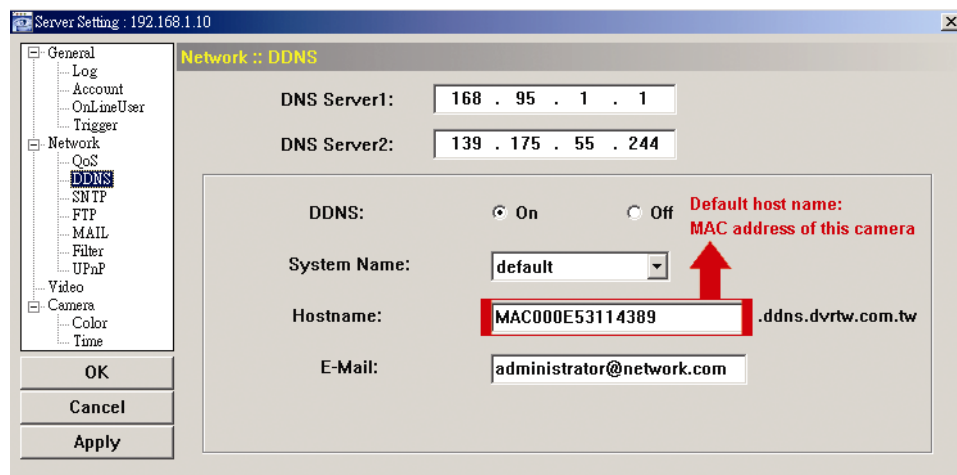 Server Setting : 192.168.1.10
General
Log
Account
OnLineUser
Trigger
Network
QoS
DDNS
SNTP
FTP
MAIL
Filter
UPnP
Video
Camera
Color
Time
OK
Cancel
Apply
Network :: DDNS
DNS Server1: 168 . 95 . 1 . 1
DNS Server2: 139 . 175 . 55 . 244
DDNS: On Off
Default host name:
MAC address of this camera
System Name: default
Hostname: MAC000E53114389 .ddns.dvrtw.com.tw
E-Mail: administrator@network.com